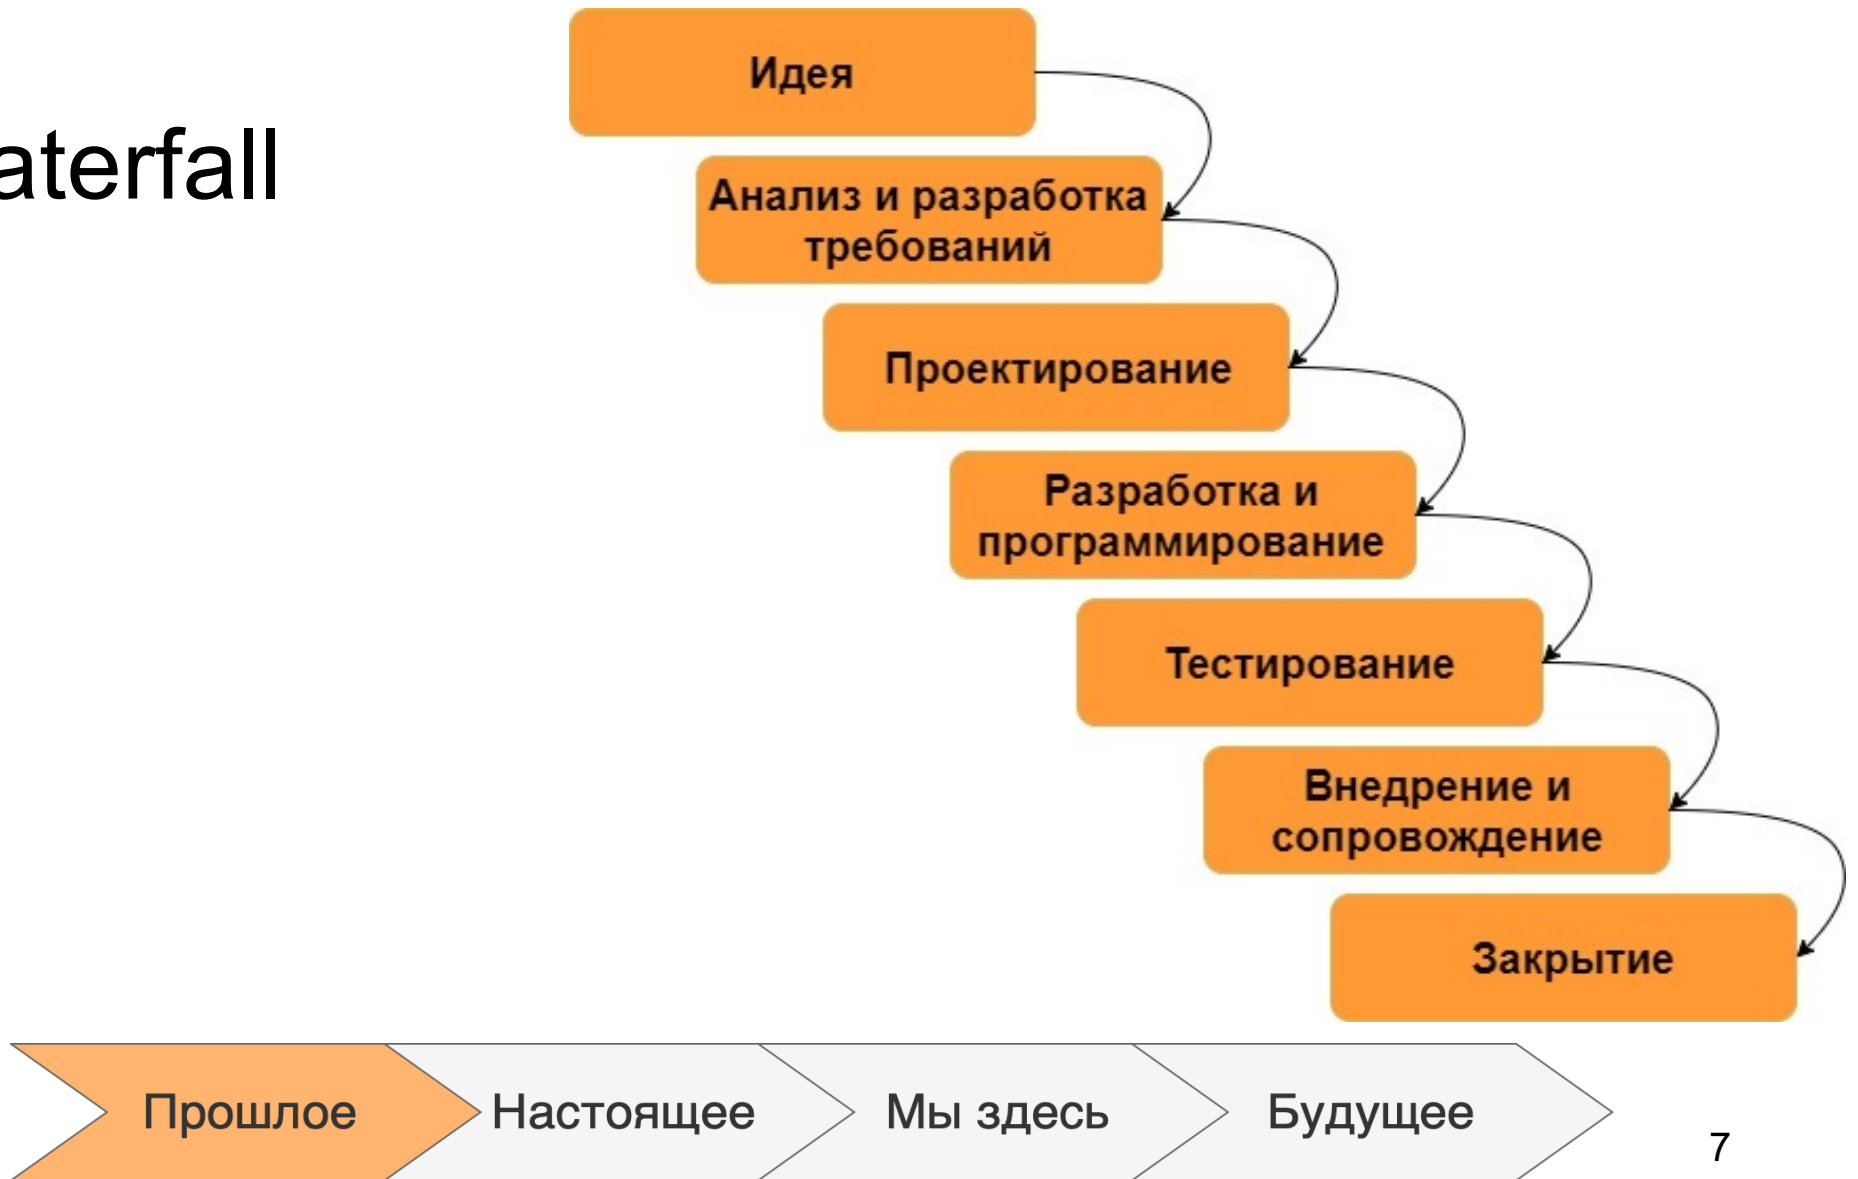 aterfall
Идея
Анализ и разработка
требований
Проектирование
Разработка и
программирование
Тестирование
Внедрение и
сопровождение
Закрытие
Прошлое
Настоящее
Мы здесь
Будущее
7